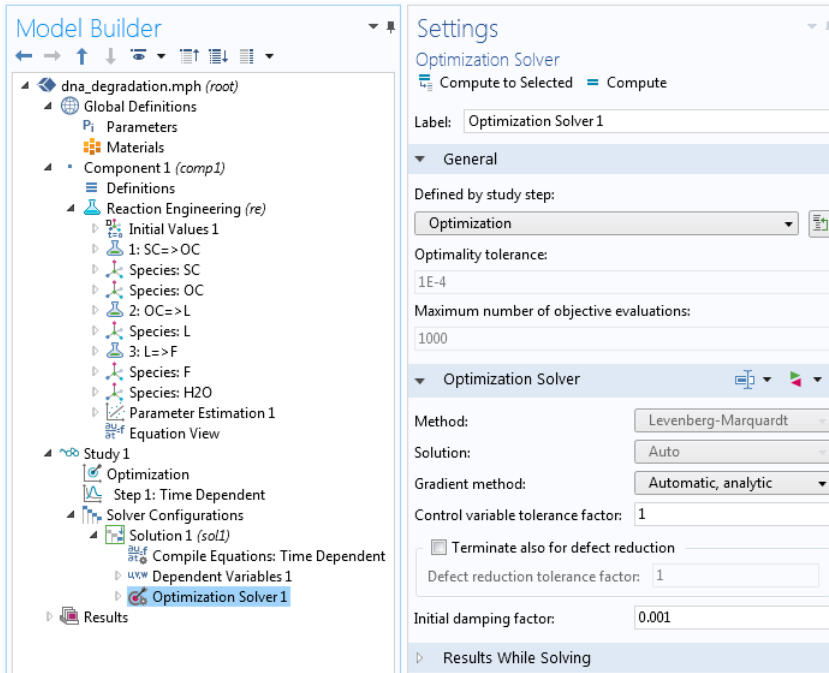 Model Builder
dna_degradation.mph (root)
Global Definitions
Pi Parameters
Materials
Component 1 (comp1)
Definitions
Reaction Engineering (re)
Initial Values 1
1: SC=>OC
Species: SC
Species: OC
2: OC=>L
Species: L
3: L=>F
Species: F
Species: H2O
Parameter Estimation 1
Equation View
Study 1
Optimization
Step 1: Time Dependent
Solver Configurations
Solution 1 (sol1)
Compile Equations: Time Dependent
u,v,w Dependent Variables 1
Optimization Solver 1
Results
Settings
Optimization Solver
Compute to Selected = Compute
Label: Optimization Solver 1
General
Defined by study step:
Optimization
Optimality tolerance:
1E-4
Maximum number of objective evaluations:
1000
Optimization Solver
Method: Levenberg-Marquardt
Solution: Auto
Gradient method: Automatic, analytic
Control variable tolerance factor: 1
Terminate also for defect reduction
Defect reduction tolerance factor: 1
Initial damping factor: 0.001
Results While Solving